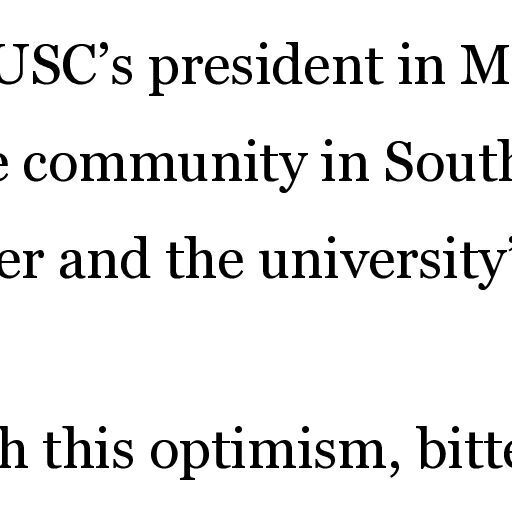 USC’s president in M
e community in South
er and the university’
h this optimism, bitte